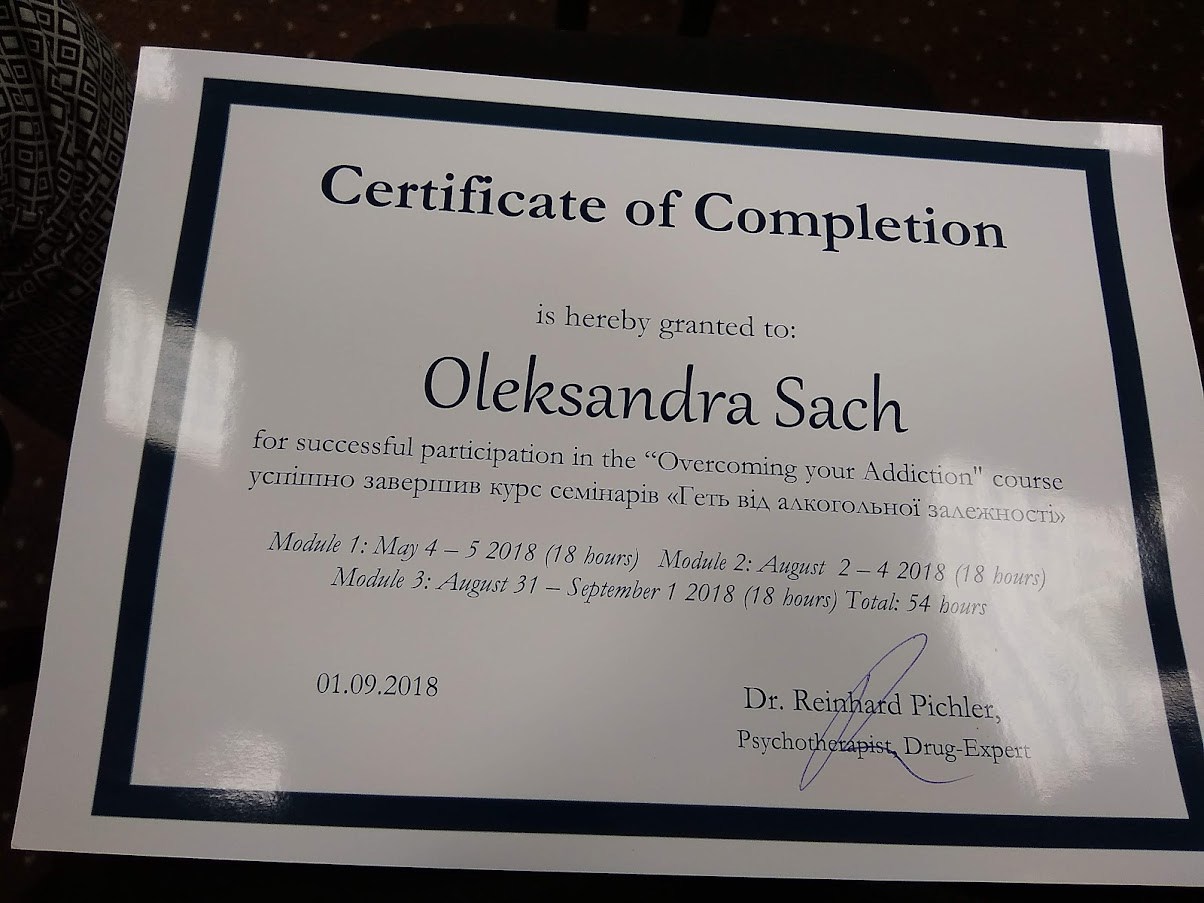 Certificate of Completion
is hereby granted to:
Oleksandra Sach
for successful participation in the “Overcoming your Addiction" course
успішно завершив курс семінарів «Геть від алкогольної залежності»
Module 1: May 4 – 5 2018 (18 hours) Module 2: August 2 – 4 2018 (18 hours)
Module 3: August 31 – September 1 2018 (18 hours) Total: 54 hours
01.09.2018
Dr. Reinhard Pichler,
Psychotherapist, Drug-Expert